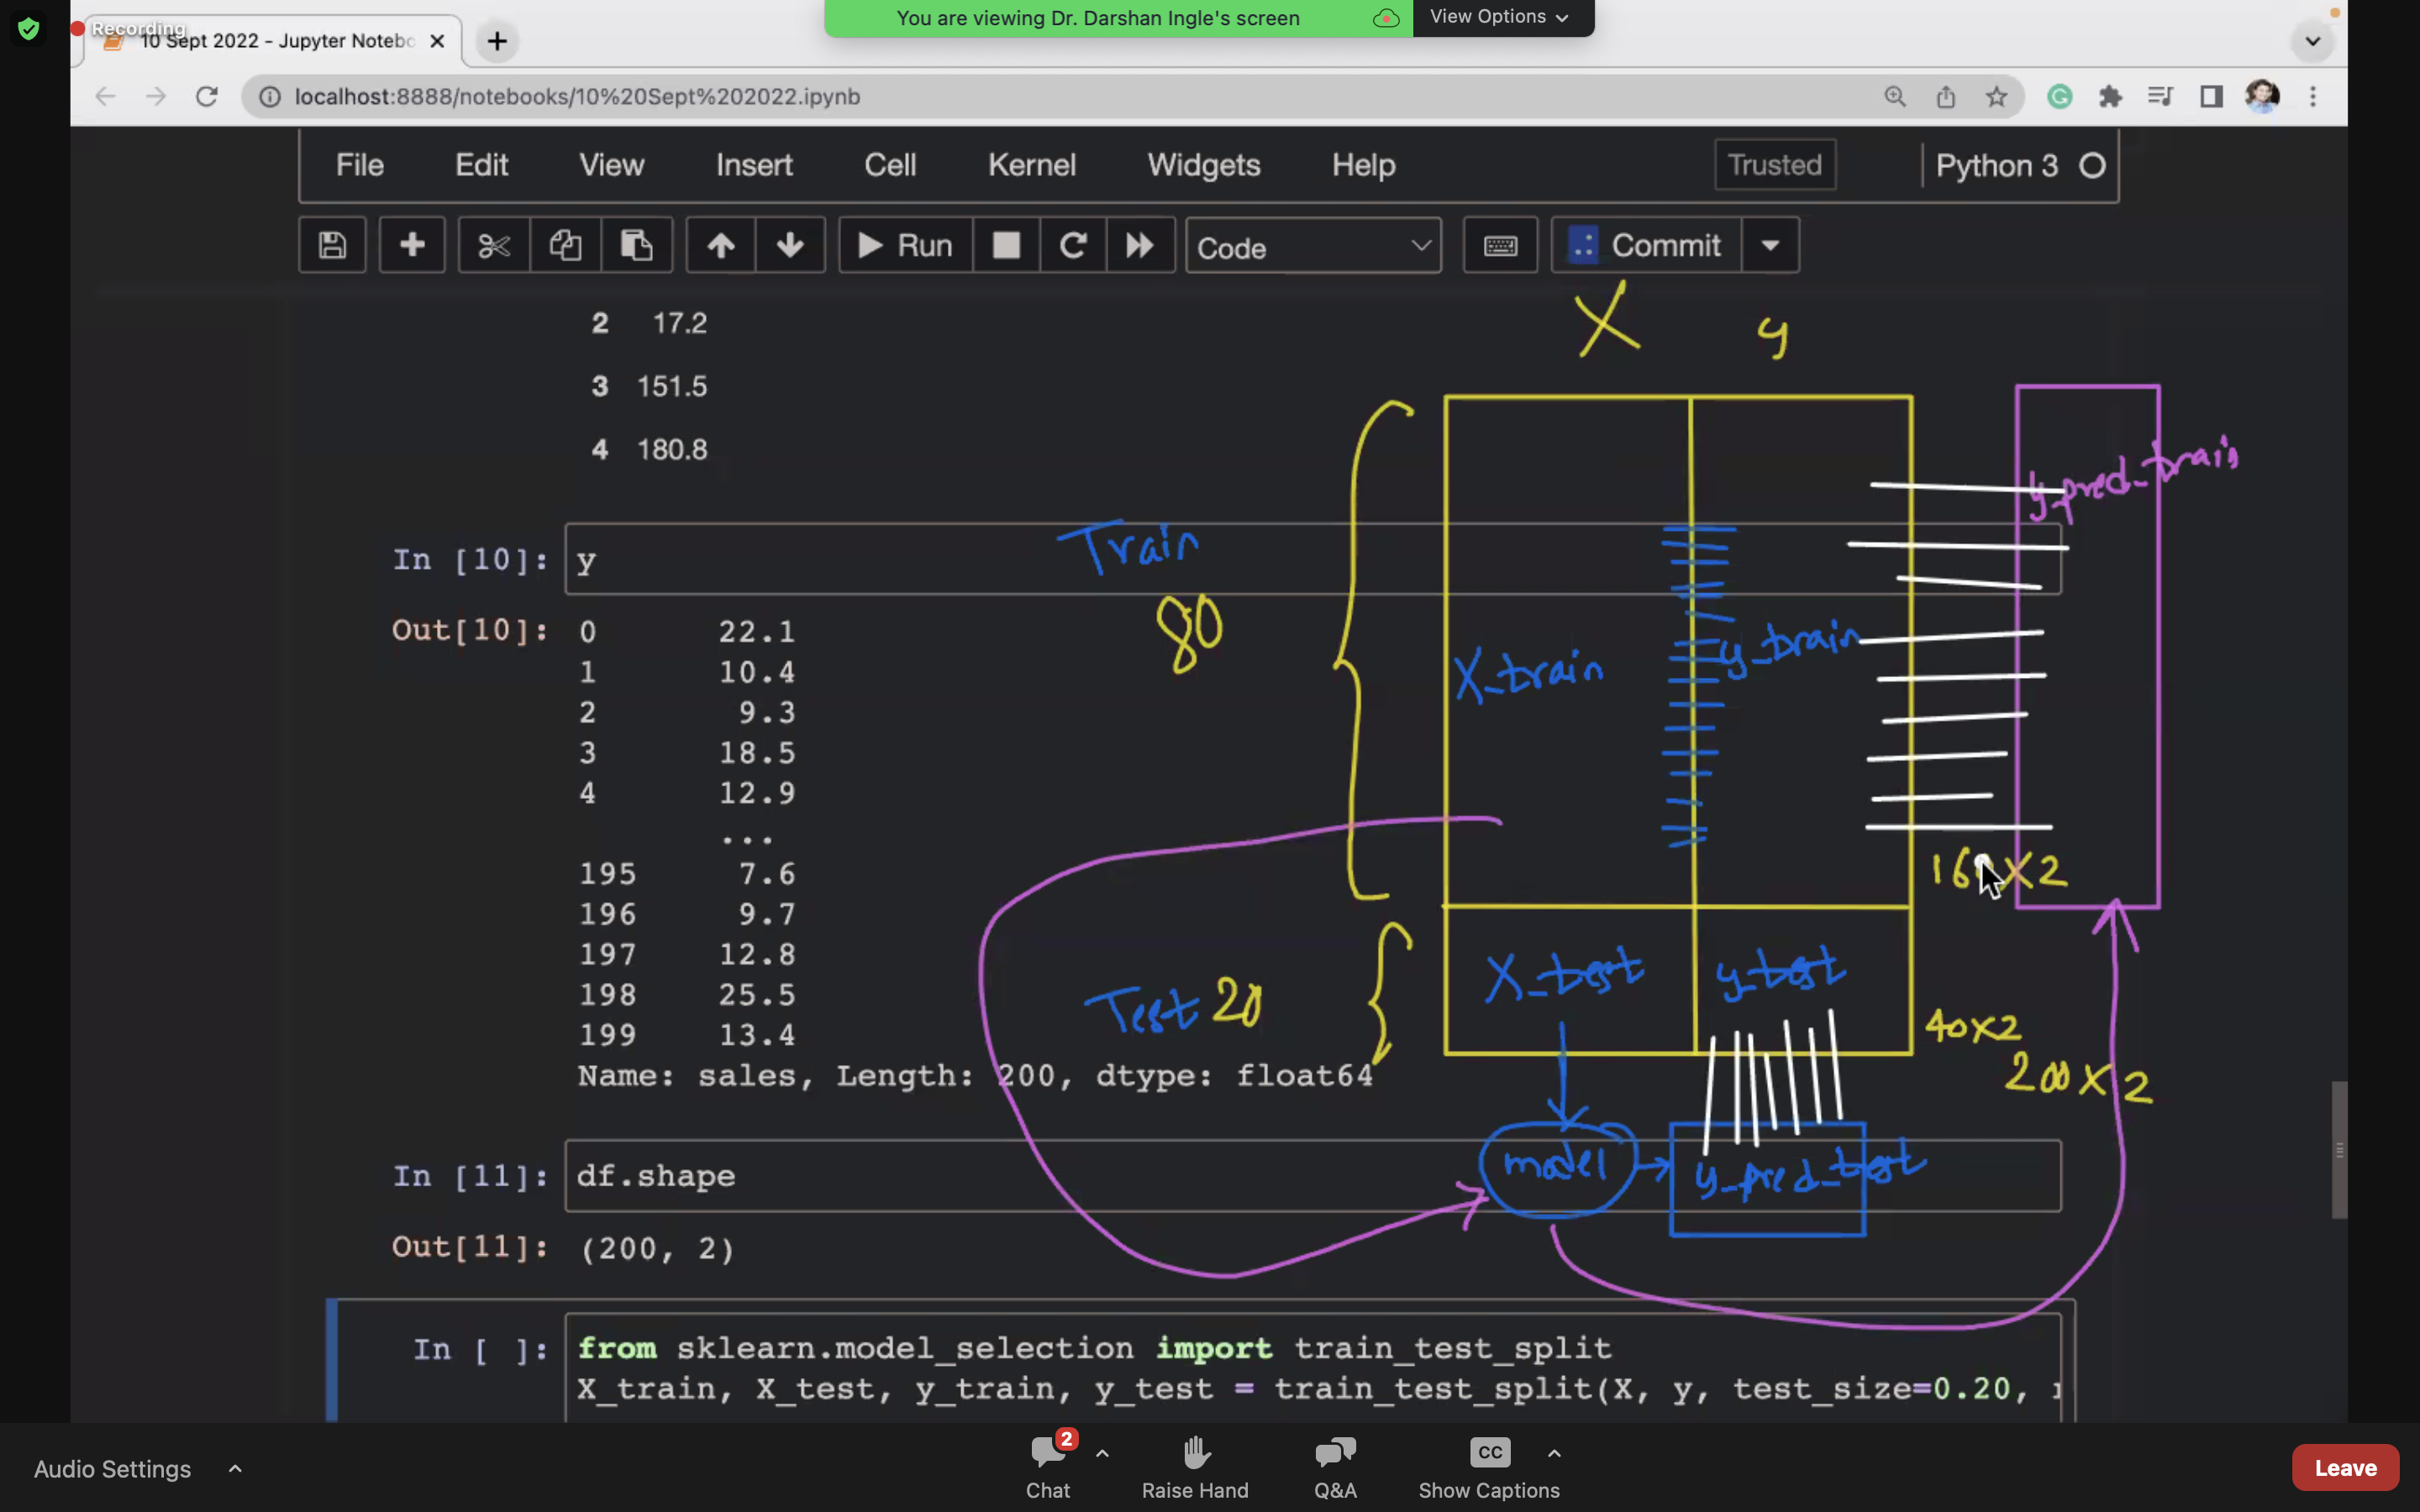 You are viewing Dr. Darshan Ingle's screen
View Options
Recording
10 Sept 2022 - Jupyter Notebo
localhost:8888/notebooks/10%20Sept%202022.ipynb
File Edit View Insert Cell Kernel Widgets Help Trusted Python 3
Run Code Commit
X y
2 17.2
3 151.5
4 180.8
y_pred_train
In [10]: y
Train
80
Out[10]: 0 22.1
1 10.4
2 9.3
3 18.5
4 12.9
...
195 7.6
196 9.7
197 12.8
198 25.5
199 13.4
Name: sales, Length: 200, dtype: float64
X_train y_train
160X2
X_test y_test
Test 20
40X2
200X2
In [11]: df.shape
model y_pred_test
Out[11]: (200, 2)
In [ ]: from sklearn.model_selection import train_test_split
X_train, X_test, y_train, y_test = train_test_split(X, y, test_size=0.20,
Audio Settings
2
Chat
Raise Hand
Q&A
CC
Show Captions
Leave